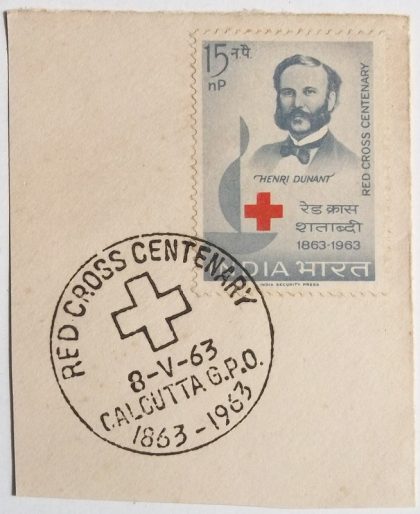 15 न.पै.
nP
RED CROSS CENTENARY
HENRI DUNANT
रेड क्रास
शताब्दी
1863-1963
INDIA भारत
INDIA SECURITY PRESS
RED CROSS CENTENARY
8-V-63
CALCUTTA G.P.O.
1863-1963